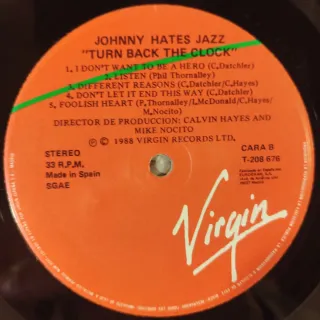 JOHNNY HATES JAZZ
"TURN BACK THE CLOCK"
1. I DON'T WANT TO BE A HERO (C.Datchler)
2. LISTEN (Phil Thornalley)
3. DIFFERENT REASONS (C.Datchler/C.Hayes)
4. DON'T LET IT END THIS WAY (C.Datchler)
5. FOOLISH HEART (P.Thornalley/I.McDonald/C.Hayes)
DIRECTOR DE PRODUCCION: CALVIN HAYES AND
MIKE NOCITO
℗ © 1988 VIRGIN RECORDS LTD.
STEREO
33 R.P.M.
Made in Spain
SGAE
CARA B
T-208 676
Virgin